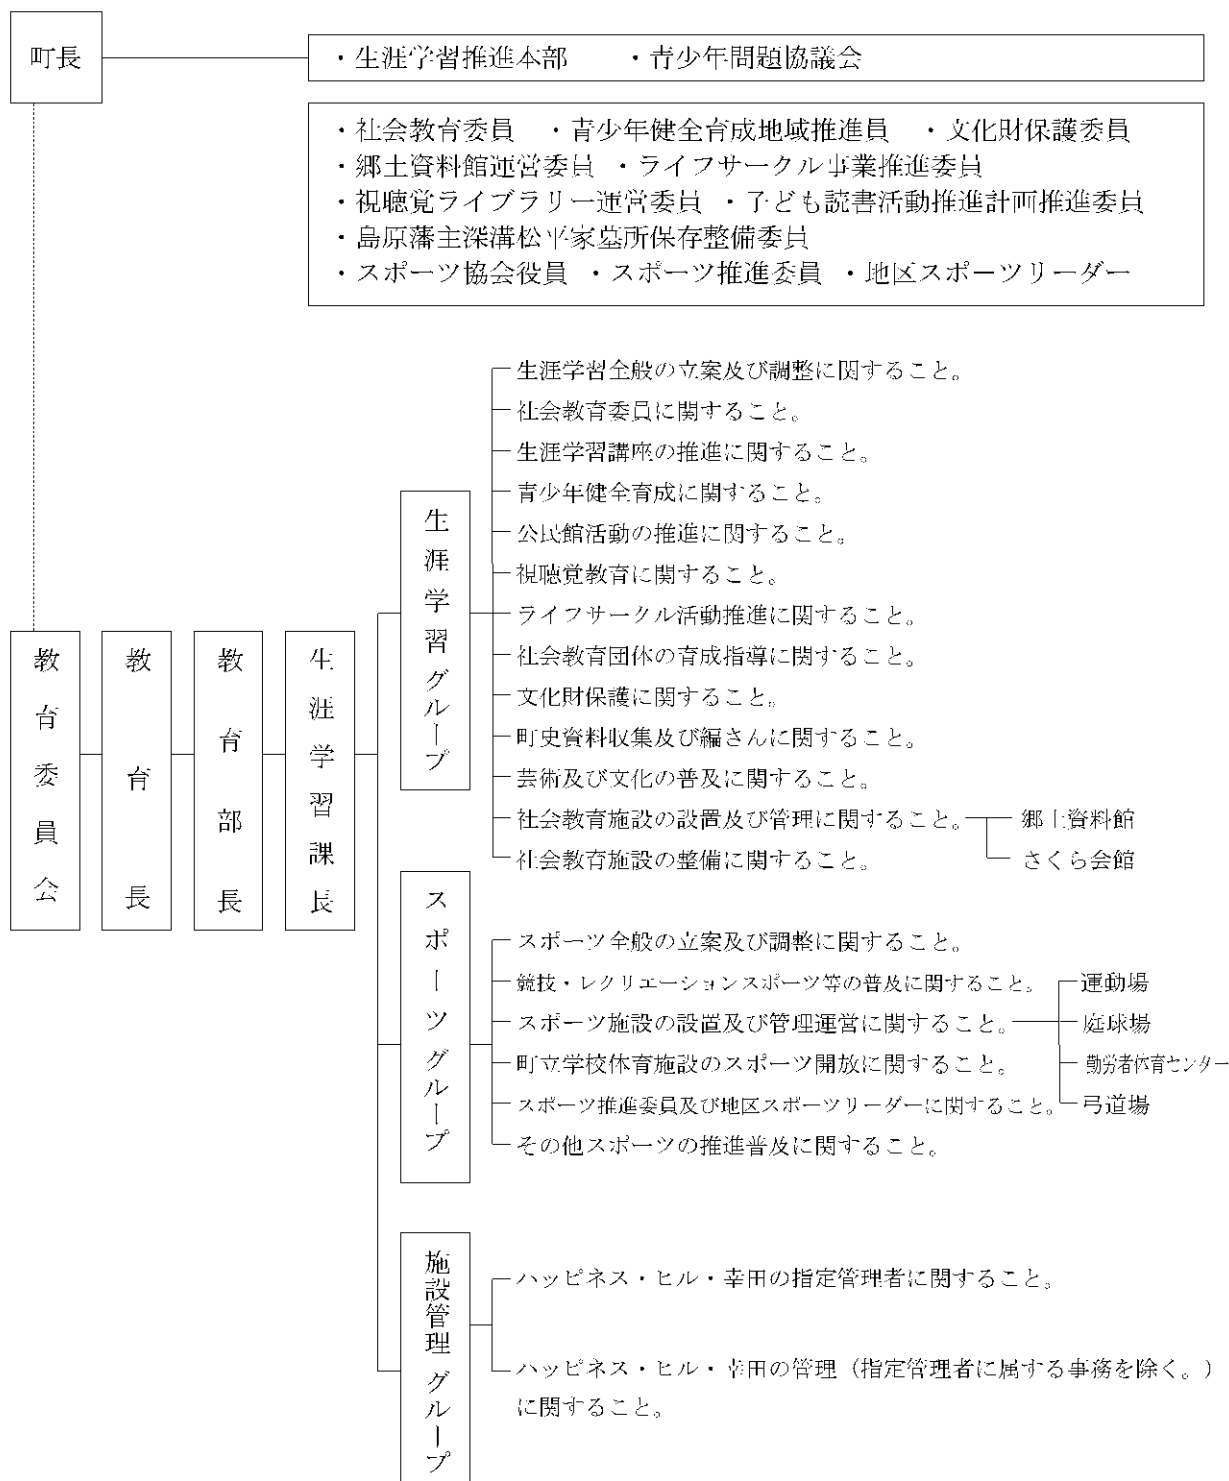 町長
・生涯学習推進本部　　・青少年問題協議会
・社会教育委員　・青少年健全育成地域推進員　・文化財保護委員
・郷土資料館運営委員　・ライフサークル事業推進委員
・視聴覚ライブラリー運営委員　・子ども読書活動推進計画推進委員
・島原藩主深溝松平家墓所保存整備委員
・スポーツ協会役員　・スポーツ推進委員　・地区スポーツリーダー
教育委員会
教育長
教育部長
生涯学習課長
生涯学習グループ
生涯学習全般の立案及び調整に関すること。
社会教育委員に関すること。
生涯学習講座の推進に関すること。
青少年健全育成に関すること。
公民館活動の推進に関すること。
視聴覚教育に関すること。
ライフサークル活動推進に関すること。
社会教育団体の育成指導に関すること。
文化財保護に関すること。
町史資料収集及び編さんに関すること。
芸術及び文化の普及に関すること。
社会教育施設の設置及び管理に関すること。
郷土資料館
さくら会館
社会教育施設の整備に関すること。
スポーツグループ
スポーツ全般の立案及び調整に関すること。
競技・レクリエーションスポーツ等の普及に関すること。
スポーツ施設の設置及び管理運営に関すること。
運動場
庭球場
勤労者体育センター
弓道場
町立学校体育施設のスポーツ開放に関すること。
スポーツ推進委員及び地区スポーツリーダーに関すること。
その他スポーツの推進普及に関すること。
施設管理グループ
ハッピネス・ヒル・幸田の指定管理者に関すること。
ハッピネス・ヒル・幸田の管理（指定管理者に属する事務を除く。）
に関すること。